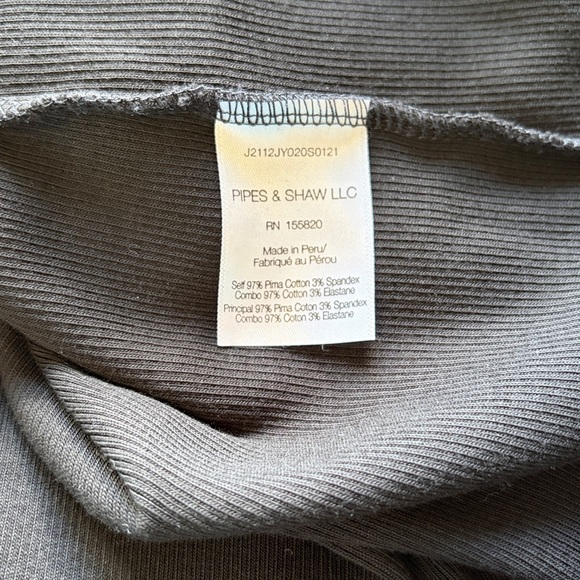 J2112JY020S0121
PIPES & SHAW LLC
RN 155820
Made in Peru/
Fabriqué au Pérou
Self 97% Pima Cotton 3% Spandex
Combo 97% Cotton 3% Elastane
Principal 97% Pima Coton 3% Spandex
Combo 97% Coton 3% Elastane